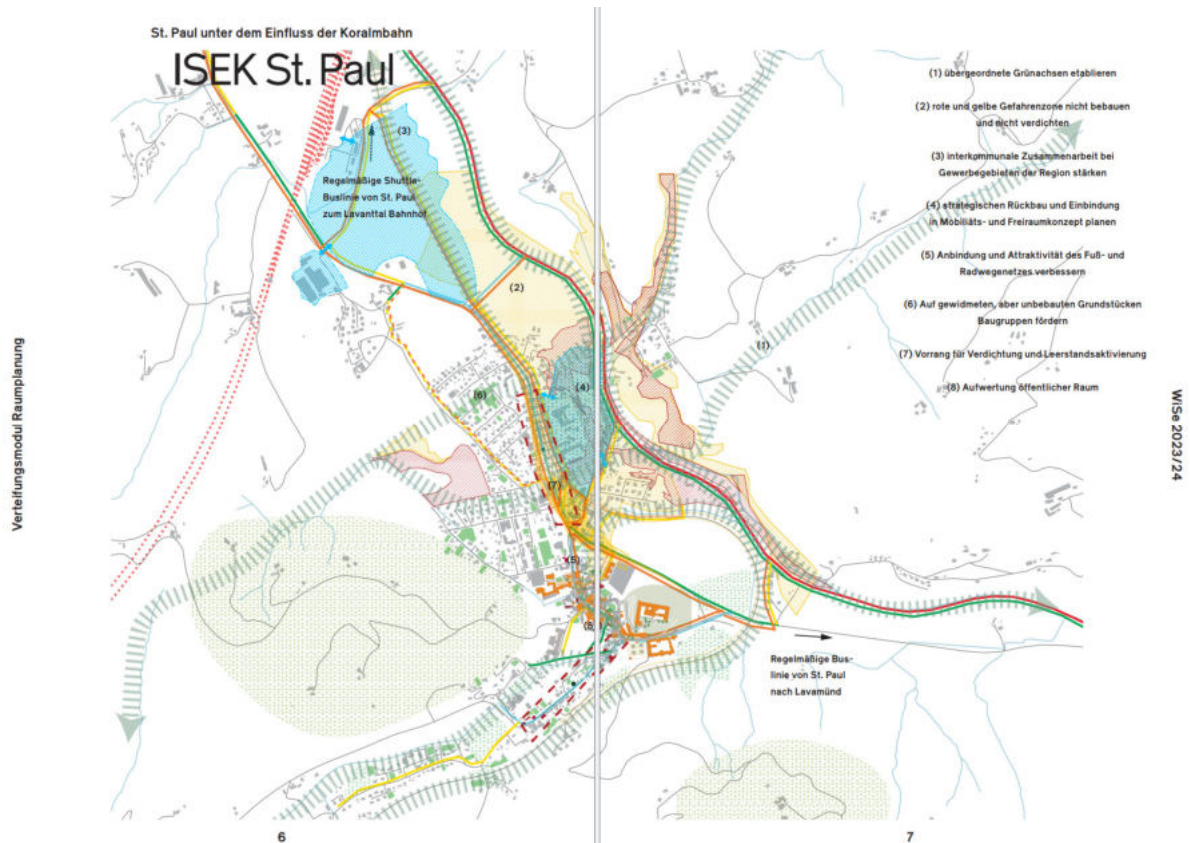 St. Paul unter dem Einfluss der Koralmbahn
ISEK St. Paul
(3)
Regelmäßige Shuttle-
Buslinie von St. Paul
zum Lavanttal Bahnhof
(2)
(1)
(4)
(6)
(7)
(5)
(8)
Regelmäßige Bus-
linie von St. Paul
nach Lavamünd
(1) übergeordnete Grünachsen etablieren
(2) rote und gelbe Gefahrenzone nicht bebauen
und nicht verdichten
(3) interkommunale Zusammenarbeit bei
Gewerbegebieten der Region stärken
(4) strategischen Rückbau und Einbindung
in Mobiliäts- und Freiraumkonzept planen
(5) Anbindung und Attraktivität des Fuß- und
Radwegenetzes verbessern
(6) Auf gewidmeten, aber unbebauten Grundstücken
Baugruppen fördern
(7) Vorrang für Verdichtung und Leerstandsaktivierung
(8) Aufwertung öffentlicher Raum
Verteifungsmodul Raumplanung
WiSe 2023/24
6
7